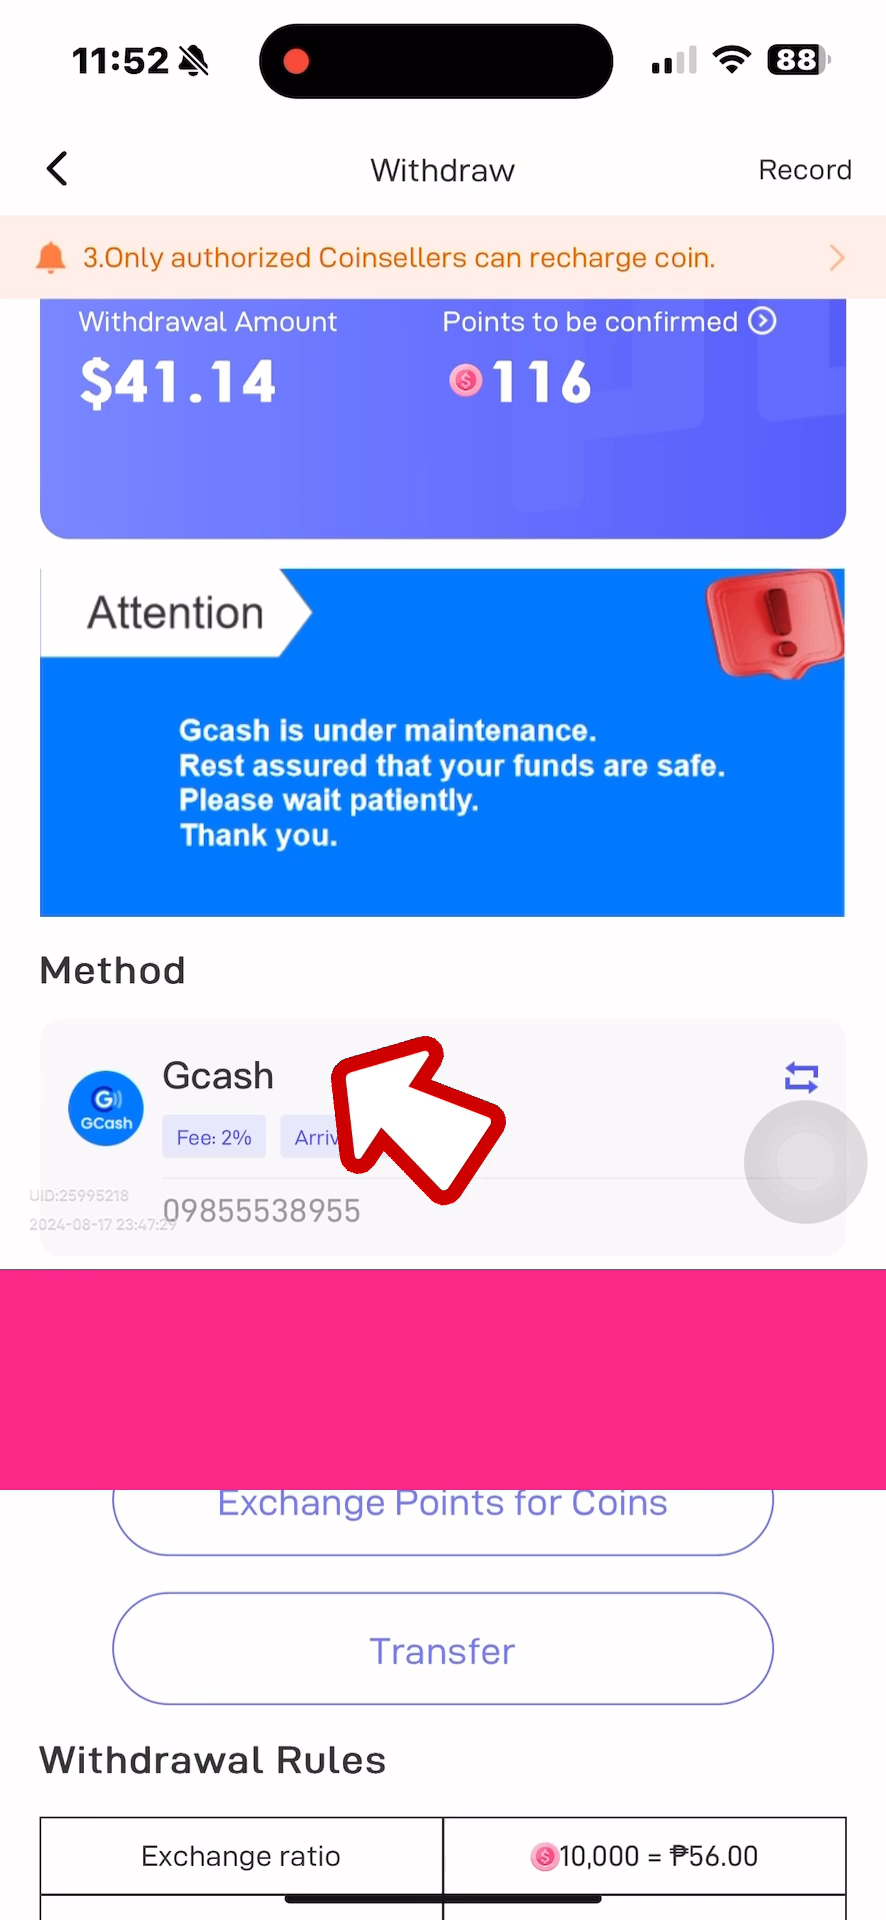 11:52
88
Withdraw
Record
3.Only authorized Coinsellers can recharge coin.
Withdrawal Amount
Points to be confirmed
$41.14
116
Attention
Gcash is under maintenance.
Rest assured that your funds are safe.
Please wait patiently.
Thank you.
Method
Gcash
G
GCash
Fee: 2%
UID:25995218
2024-08-17 23:47:29
09855538955
Exchange Points for Coins
Transfer
Withdrawal Rules
Exchange ratio
10,000 = ₱56.00